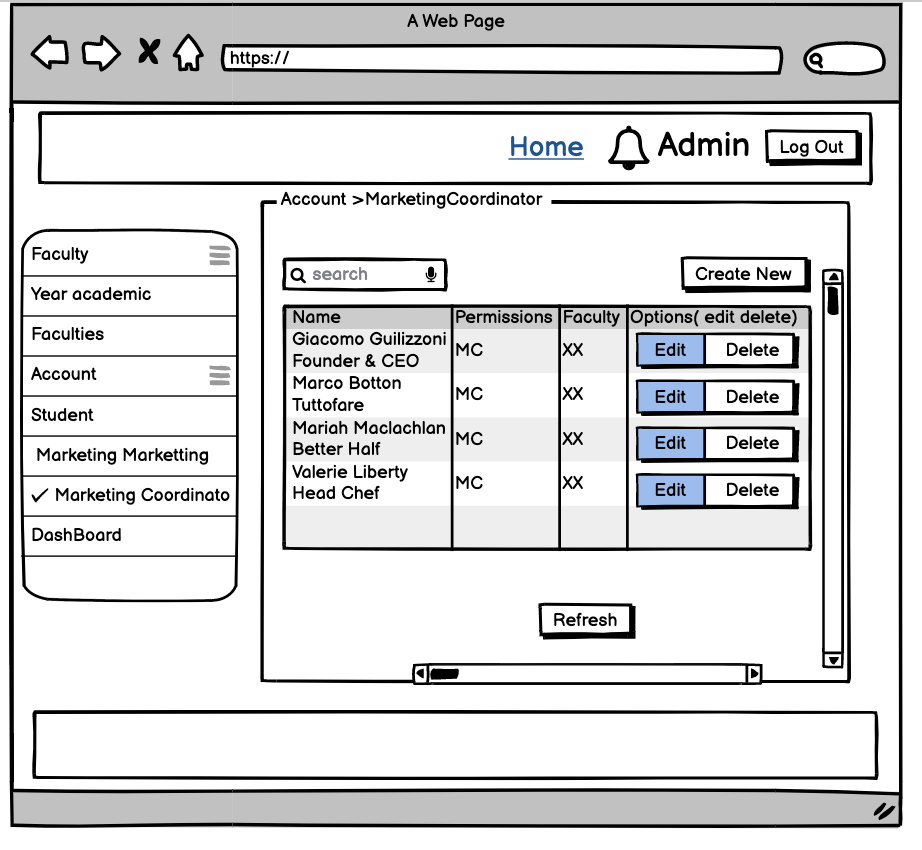 A Web Page
https://
Home
Admin
Log Out
Account >MarketingCoordinator
Faculty
Year academic
Faculties
Account
Student
Marketing Marketting
Marketing Coordinato
DashBoard
search
Create New
Name Permissions Faculty Options( edit delete)
Giacomo Guilizzoni
Founder & CEO
MC XX Edit Delete
Marco Botton
Tuttofare
MC XX Edit Delete
Mariah Maclachlan
Better Half
MC XX Edit Delete
Valerie Liberty
Head Chef
MC XX Edit Delete
Refresh